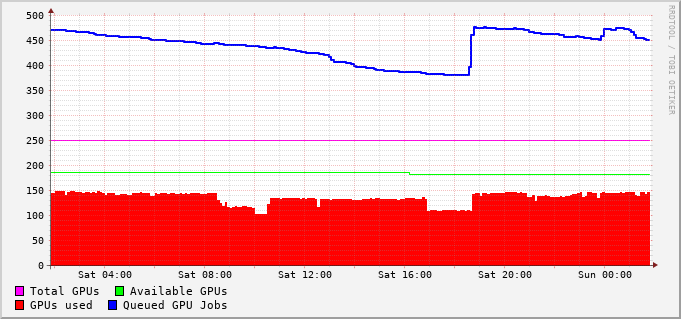 500
450
400
350
300
250
200
150
100
50
0
Sat 04:00 Sat 08:00 Sat 12:00 Sat 16:00 Sat 20:00 Sun 00:00
Total GPUs Available GPUs
GPUs used Queued GPU Jobs
RRDTOOL / TOBI OETIKER